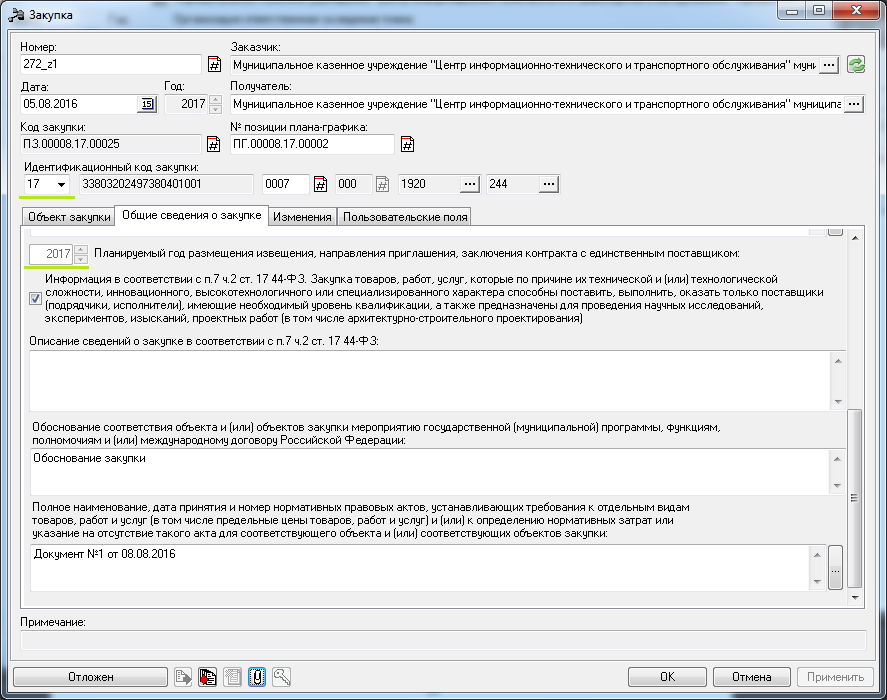 Закупка
Номер:
Заказчик:
272_z1
Муниципальное казенное учреждение "Центр информационно-технического и транспортного обслуживания" муни
Дата:
Год:
Получатель:
05.08.2016
15
2017
Муниципальное казенное учреждение "Центр информационно-технического и транспортного обслуживания" муниципа
Код закупки:
№ позиции плана-графика:
ПЗ.00008.17.00025
ПГ.00008.17.00002
Идентификационный код закупки:
17
33803202497380401001
0007
000
1920
244
Объект закупки
Общие сведения о закупке
Изменения
Пользовательские поля
2017
Планируемый год размещения извещения, направления приглашения, заключения контракта с единственным поставщиком:
Информация в соответствии с п.7 ч.2 ст. 17 44-ФЗ. Закупка товаров, работ, услуг, которые по причине их технической и (или) технологической
сложности, инновационного, высокотехнологичного или специализированного характера способны поставить, выполнить, оказать только поставщики
(подрядчики, исполнители), имеющие необходимый уровень квалификации, а также предназначены для проведения научных исследований,
экспериментов, изысканий, проектных работ (в том числе архитектурно-строительного проектирования)
Описание сведений о закупке в соответствии с п.7 ч.2 ст. 17 44-ФЗ:
Обоснование соответствия объекта и (или) объектов закупки мероприятию государственной (муниципальной) программы, функциям,
полномочиям и (или) международному договору Российской Федерации:
Обоснование закупки
Полное наименование, дата принятия и номер нормативных правовых актов, устанавливающих требования к отдельным видам
товаров, работ и услуг (в том числе предельные цены товаров, работ и услуг) и (или) к определению нормативных затрат или
указание на отсутствие такого акта для соответствующего объекта и (или) соответствующих объектов закупки:
Документ №1 от 08.08.2016
Примечание:
Отложен
OK
Отмена
Применить